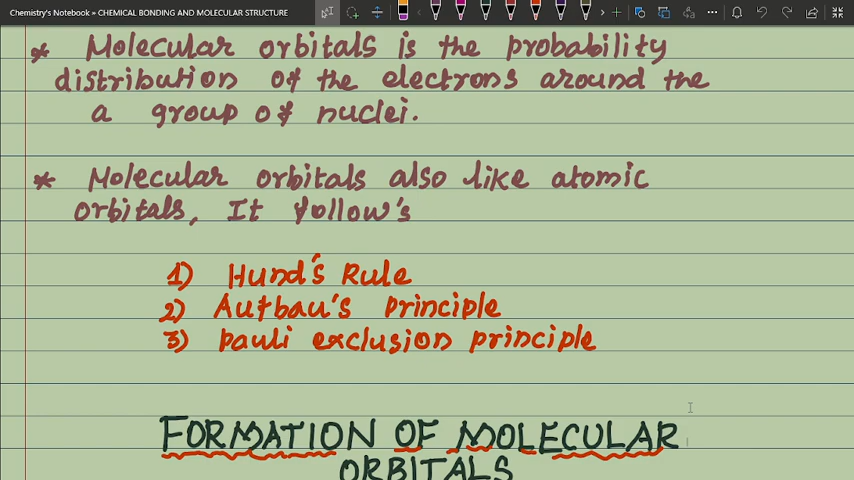 Chemistry's Notebook » CHEMICAL BONDING AND MOLECULAR STRUCTURE
* Molecular orbitals is the probability
distribution of the electrons around the
a group of nuclei.
* Molecular orbitals also like atomic
orbitals, It follow's
1) Hund's Rule
2) Aufbau's principle
3) pauli exclusion principle
FORMATION OF MOLECULAR
ORBITALS